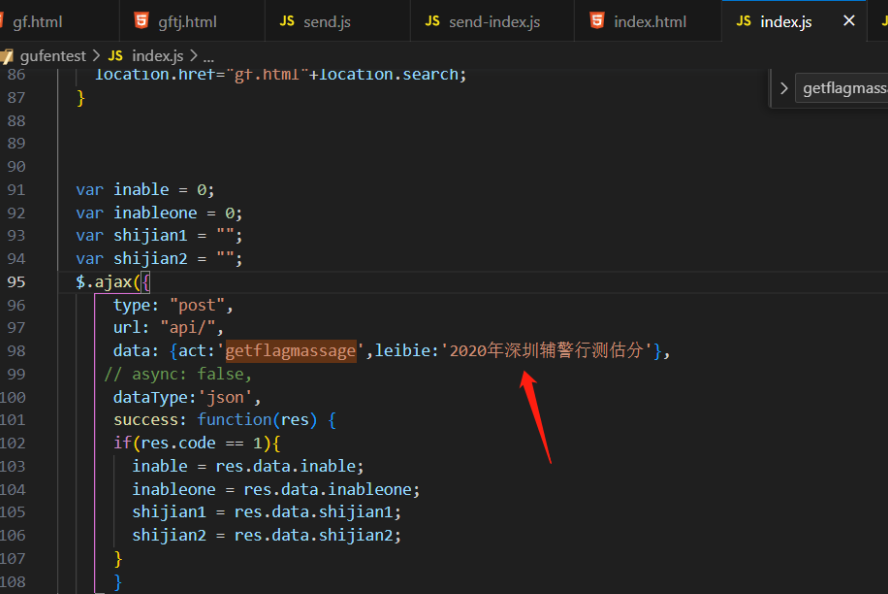 gf.html
gftj.html
JS send.js
JS send-index.js
index.html
JS index.js
gufentest > JS index.js > ...
getflagmass
86 location.href="gf.html"+location.search;
87 }
88
89
90
91 var inable = 0;
92 var inableone = 0;
93 var shijian1 = "";
94 var shijian2 = "";
95 $.ajax({
96 type: "post",
97 url: "api/",
98 data: {act:'getflagmassage',leibie:'2020年深圳辅警行测估分'},
99 // async: false,
100 dataType:'json',
101 success: function(res) {
102 if(res.code == 1){
103 inable = res.data.inable;
104 inableone = res.data.inableone;
105 shijian1 = res.data.shijian1;
106 shijian2 = res.data.shijian2;
107 }
108 }